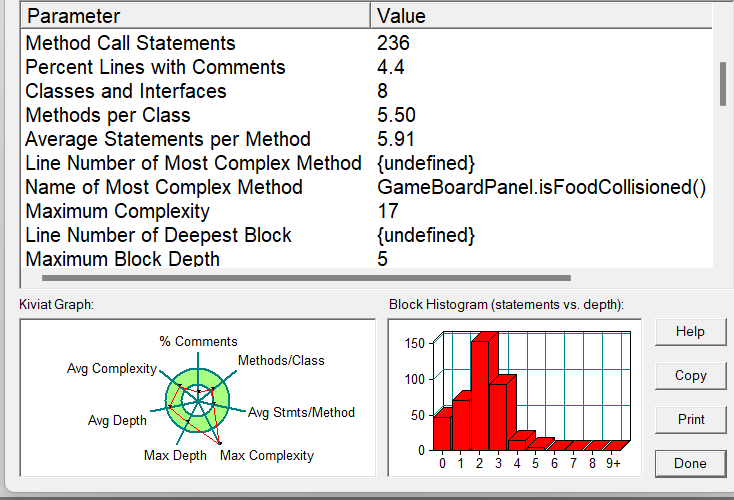 Parameter Value
Method Call Statements 236
Percent Lines with Comments 4.4
Classes and Interfaces 8
Methods per Class 5.50
Average Statements per Method 5.91
Line Number of Most Complex Method {undefined}
Name of Most Complex Method GameBoardPanel.isFoodCollisioned()
Maximum Complexity 17
Line Number of Deepest Block {undefined}
Maximum Block Depth 5
Kiviat Graph:
% Comments
Methods/Class
Avg Complexity
Avg Stmts/Method
Avg Depth
Max Depth Max Complexity
Block Histogram (statements vs. depth):
150
100
50
0
0 1 2 3 4 5 6 7 8 9+
Help
Copy
Print
Done